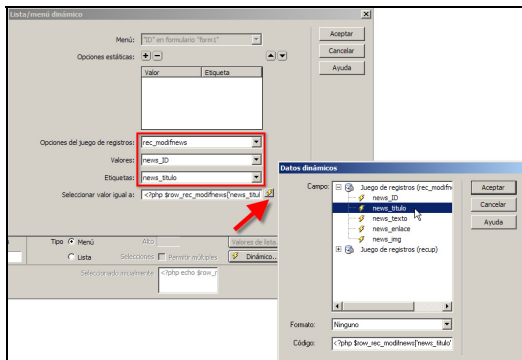 Lista/menú dinámico
Menú: "ID" en formulario "form1"
Aceptar
Opciones estáticas:
Cancelar
Valor Etiqueta
Ayuda
Opciones del juego de registros: rec_modifnews
Valores: news_ID
Etiquetas: news_titulo
Seleccionar valor igual a: <?php $row_rec_modifnews['news_titul
Tipo Menú Alto Valores de lista.
Lista Selecciones Permitir múltiples Dinámico...
Seleccionado inicialmente <?php echo $row_r
Datos dinámicos
Campo: Juego de registros (rec_modifn
news_ID
news_titulo
news_texto
news_enlace
news_img
Juego de registros (recup)
Aceptar
Cancelar
Ayuda
Formato: Ninguno
Código: <?php $row_rec_modifnews['news_titulo'